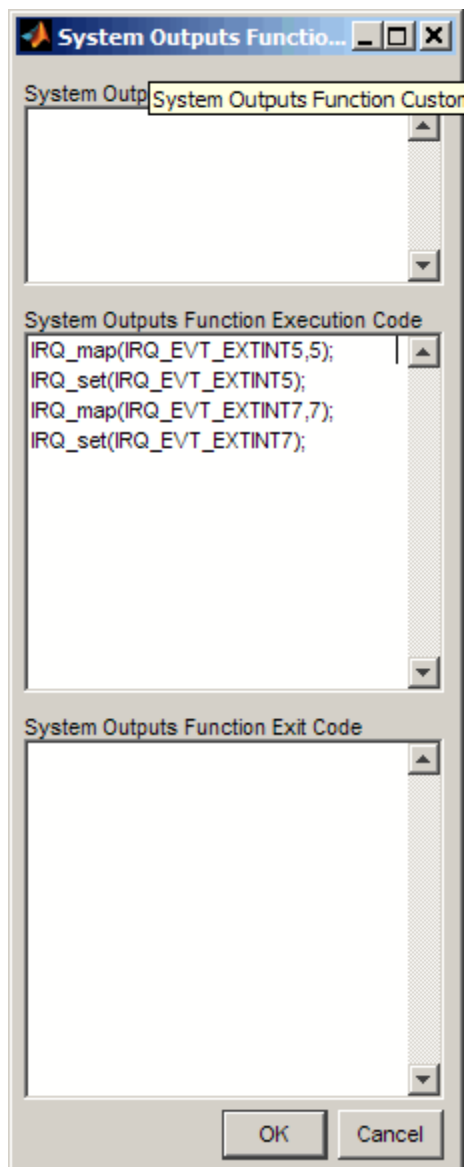 System Outputs Functio...
System Outp
System Outputs Function Custor
System Outputs Function Execution Code
IRQ_map(IRQ_EVT_EXTINT5,5);
IRQ_set(IRQ_EVT_EXTINT5);
IRQ_map(IRQ_EVT_EXTINT7,7);
IRQ_set(IRQ_EVT_EXTINT7);
System Outputs Function Exit Code
OK
Cancel